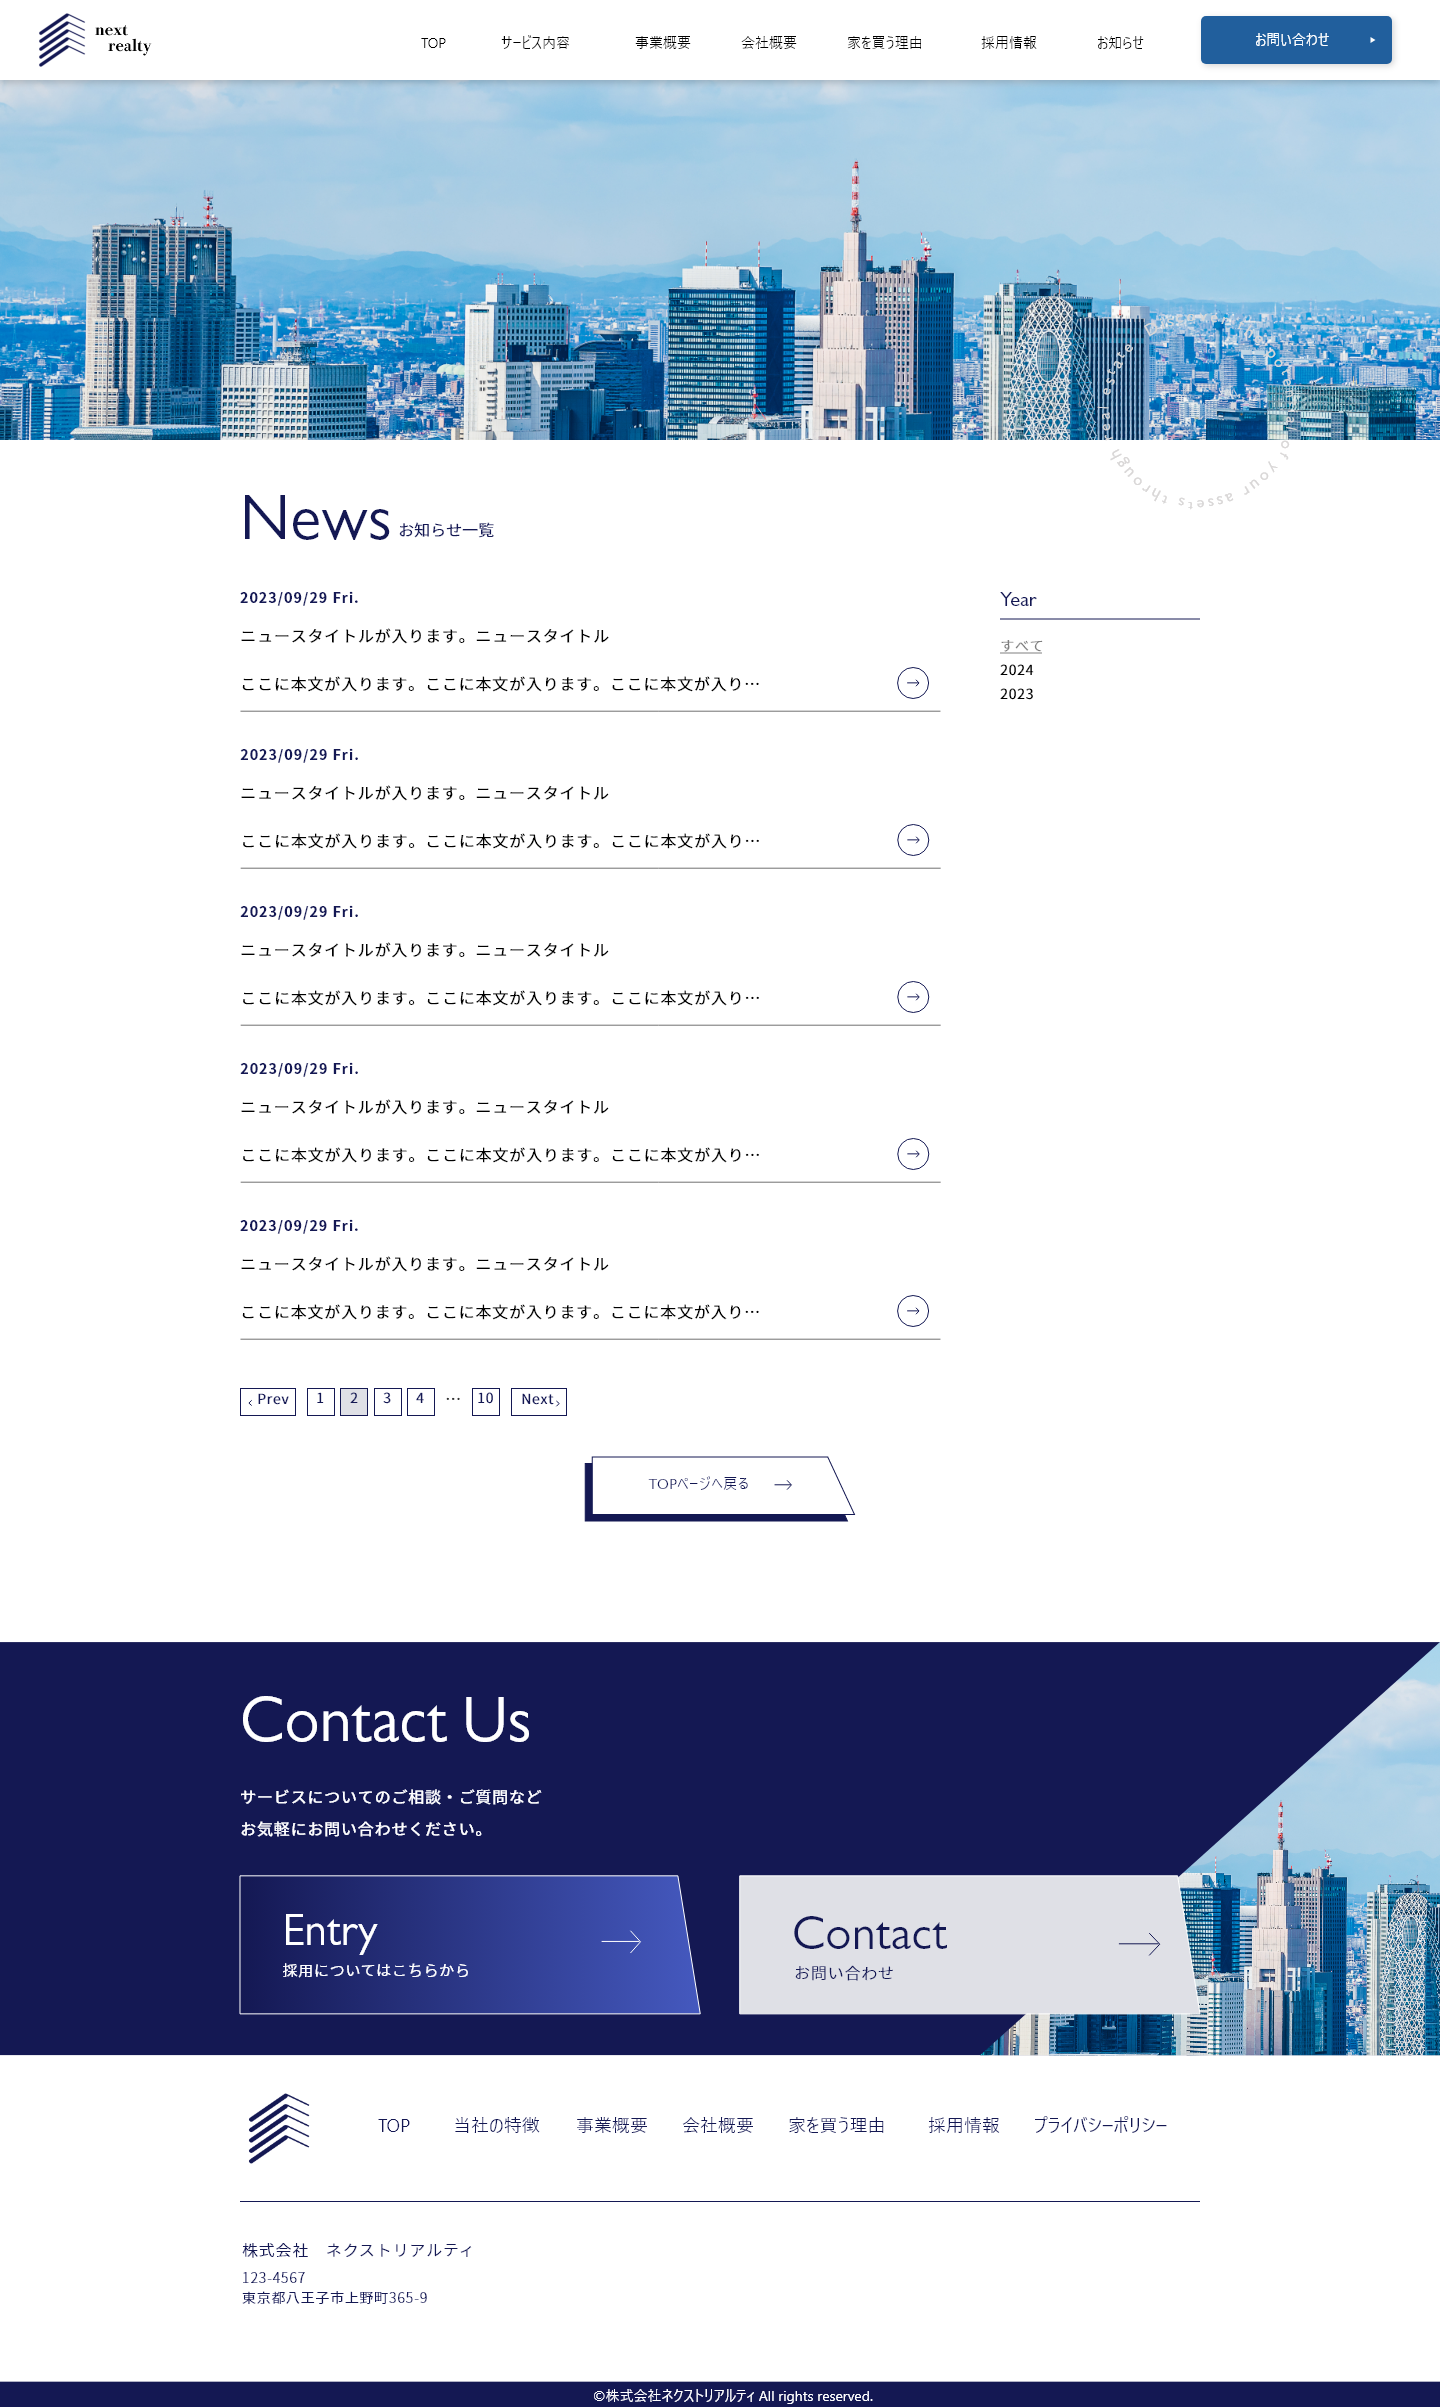 next
realty
TOP
サービス内容
事業概要
会社概要
家を買う理由
採用情報
お知らせ
お問い合わせ
of your assets through real estate
News お知らせ一覧
2023/09/29 Fri.
ニュースタイトルが入ります。ニュースタイトル
ここに本文が入ります。ここに本文が入ります。ここに本文が入り…
2023/09/29 Fri.
ニュースタイトルが入ります。ニュースタイトル
ここに本文が入ります。ここに本文が入ります。ここに本文が入り…
2023/09/29 Fri.
ニュースタイトルが入ります。ニュースタイトル
ここに本文が入ります。ここに本文が入ります。ここに本文が入り…
2023/09/29 Fri.
ニュースタイトルが入ります。ニュースタイトル
ここに本文が入ります。ここに本文が入ります。ここに本文が入り…
2023/09/29 Fri.
ニュースタイトルが入ります。ニュースタイトル
ここに本文が入ります。ここに本文が入ります。ここに本文が入り…
Year
すべて
2024
2023
‹ Prev 1 2 3 4 … 10 Next ›
TOPページへ戻る
Contact Us
サービスについてのご相談・ご質問など
お気軽にお問い合わせください。
Entry
採用についてはこちらから
Contact
お問い合わせ
TOP
当社の特徴
事業概要
会社概要
家を買う理由
採用情報
プライバシーポリシー
株式会社　ネクストリアルティ
123-4567
東京都八王子市上野町365-9
©株式会社ネクストリアルティ All rights reserved.